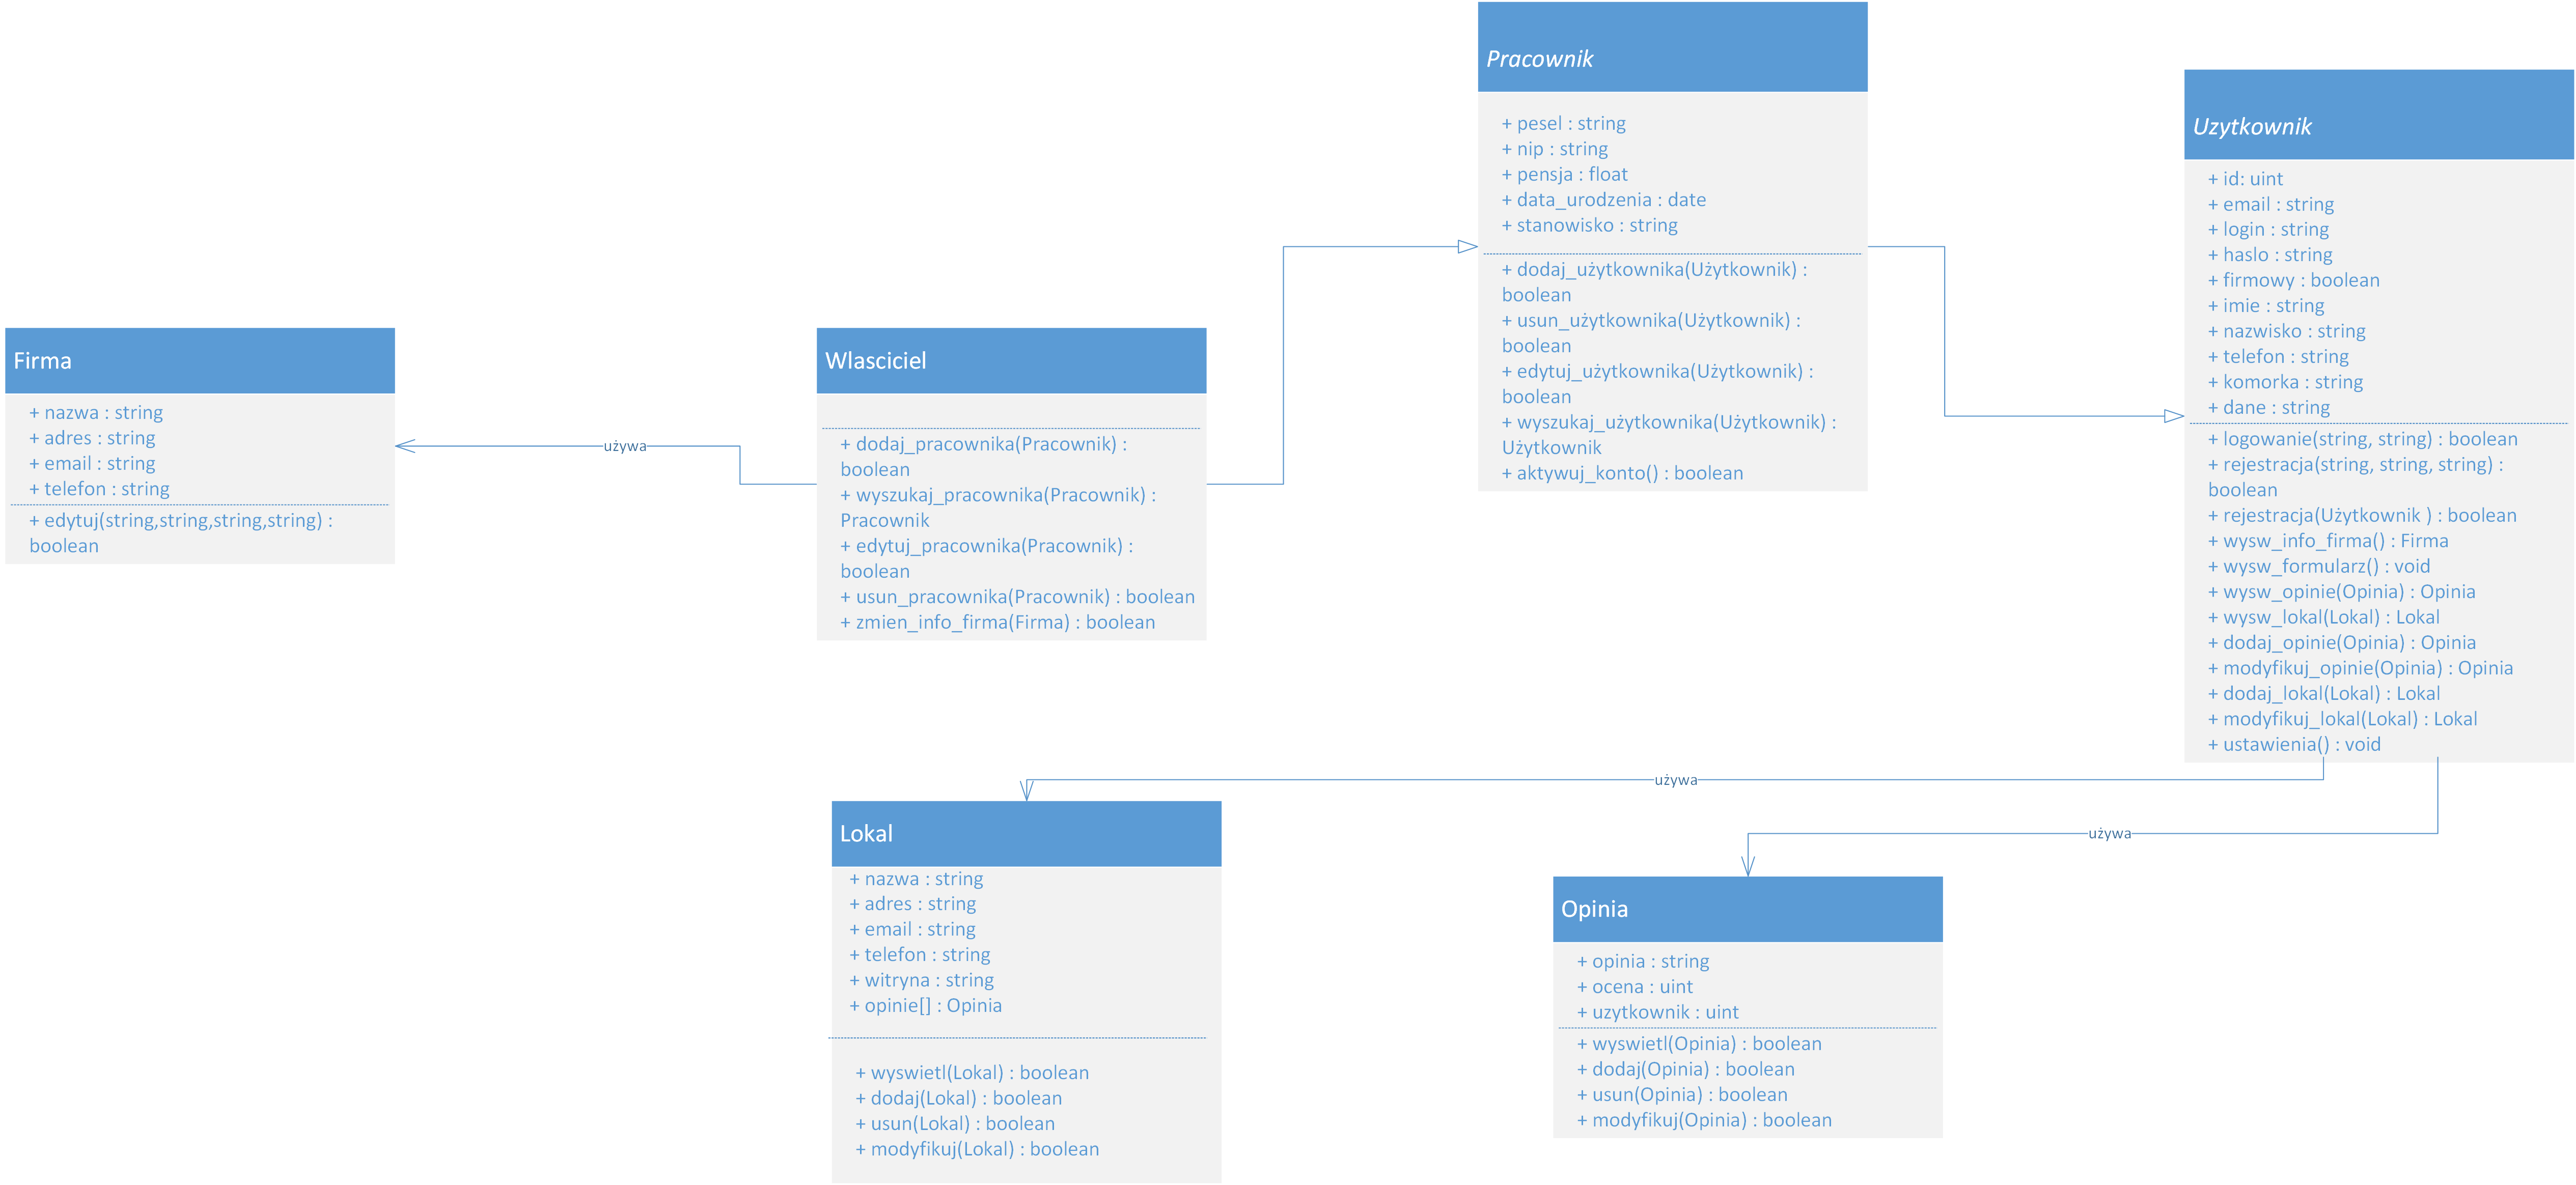 Pracownik
+ pesel : string
+ nip : string
+ pensja : float
+ data_urodzenia : date
+ stanowisko : string
+ dodaj_użytkownika(Użytkownik) :
boolean
+ usun_użytkownika(Użytkownik) :
boolean
+ edytuj_użytkownika(Użytkownik) :
boolean
+ wyszukaj_użytkownika(Użytkownik) :
Użytkownik
+ aktywuj_konto() : boolean
Uzytkownik
+ id: uint
+ email : string
+ login : string
+ haslo : string
+ firmowy : boolean
+ imie : string
+ nazwisko : string
+ telefon : string
+ komorka : string
+ dane : string
+ logowanie(string, string) : boolean
+ rejestracja(string, string, string) :
boolean
+ rejestracja(Użytkownik ) : boolean
+ wysw_info_firma() : Firma
+ wysw_formularz() : void
+ wysw_opinie(Opinia) : Opinia
+ wysw_lokal(Lokal) : Lokal
+ dodaj_opinie(Opinia) : Opinia
+ modyfikuj_opinie(Opinia) : Opinia
+ dodaj_lokal(Lokal) : Lokal
+ modyfikuj_lokal(Lokal) : Lokal
+ ustawienia() : void
Firma
+ nazwa : string
+ adres : string
+ email : string
+ telefon : string
+ edytuj(string,string,string,string) :
boolean
używa
Wlasciciel
+ dodaj_pracownika(Pracownik) :
boolean
+ wyszukaj_pracownika(Pracownik) :
Pracownik
+ edytuj_pracownika(Pracownik) :
boolean
+ usun_pracownika(Pracownik) : boolean
+ zmien_info_firma(Firma) : boolean
używa
używa
Lokal
+ nazwa : string
+ adres : string
+ email : string
+ telefon : string
+ witryna : string
+ opinie[] : Opinia
+ wyswietl(Lokal) : boolean
+ dodaj(Lokal) : boolean
+ usun(Lokal) : boolean
+ modyfikuj(Lokal) : boolean
Opinia
+ opinia : string
+ ocena : uint
+ uzytkownik : uint
+ wyswietl(Opinia) : boolean
+ dodaj(Opinia) : boolean
+ usun(Opinia) : boolean
+ modyfikuj(Opinia) : boolean